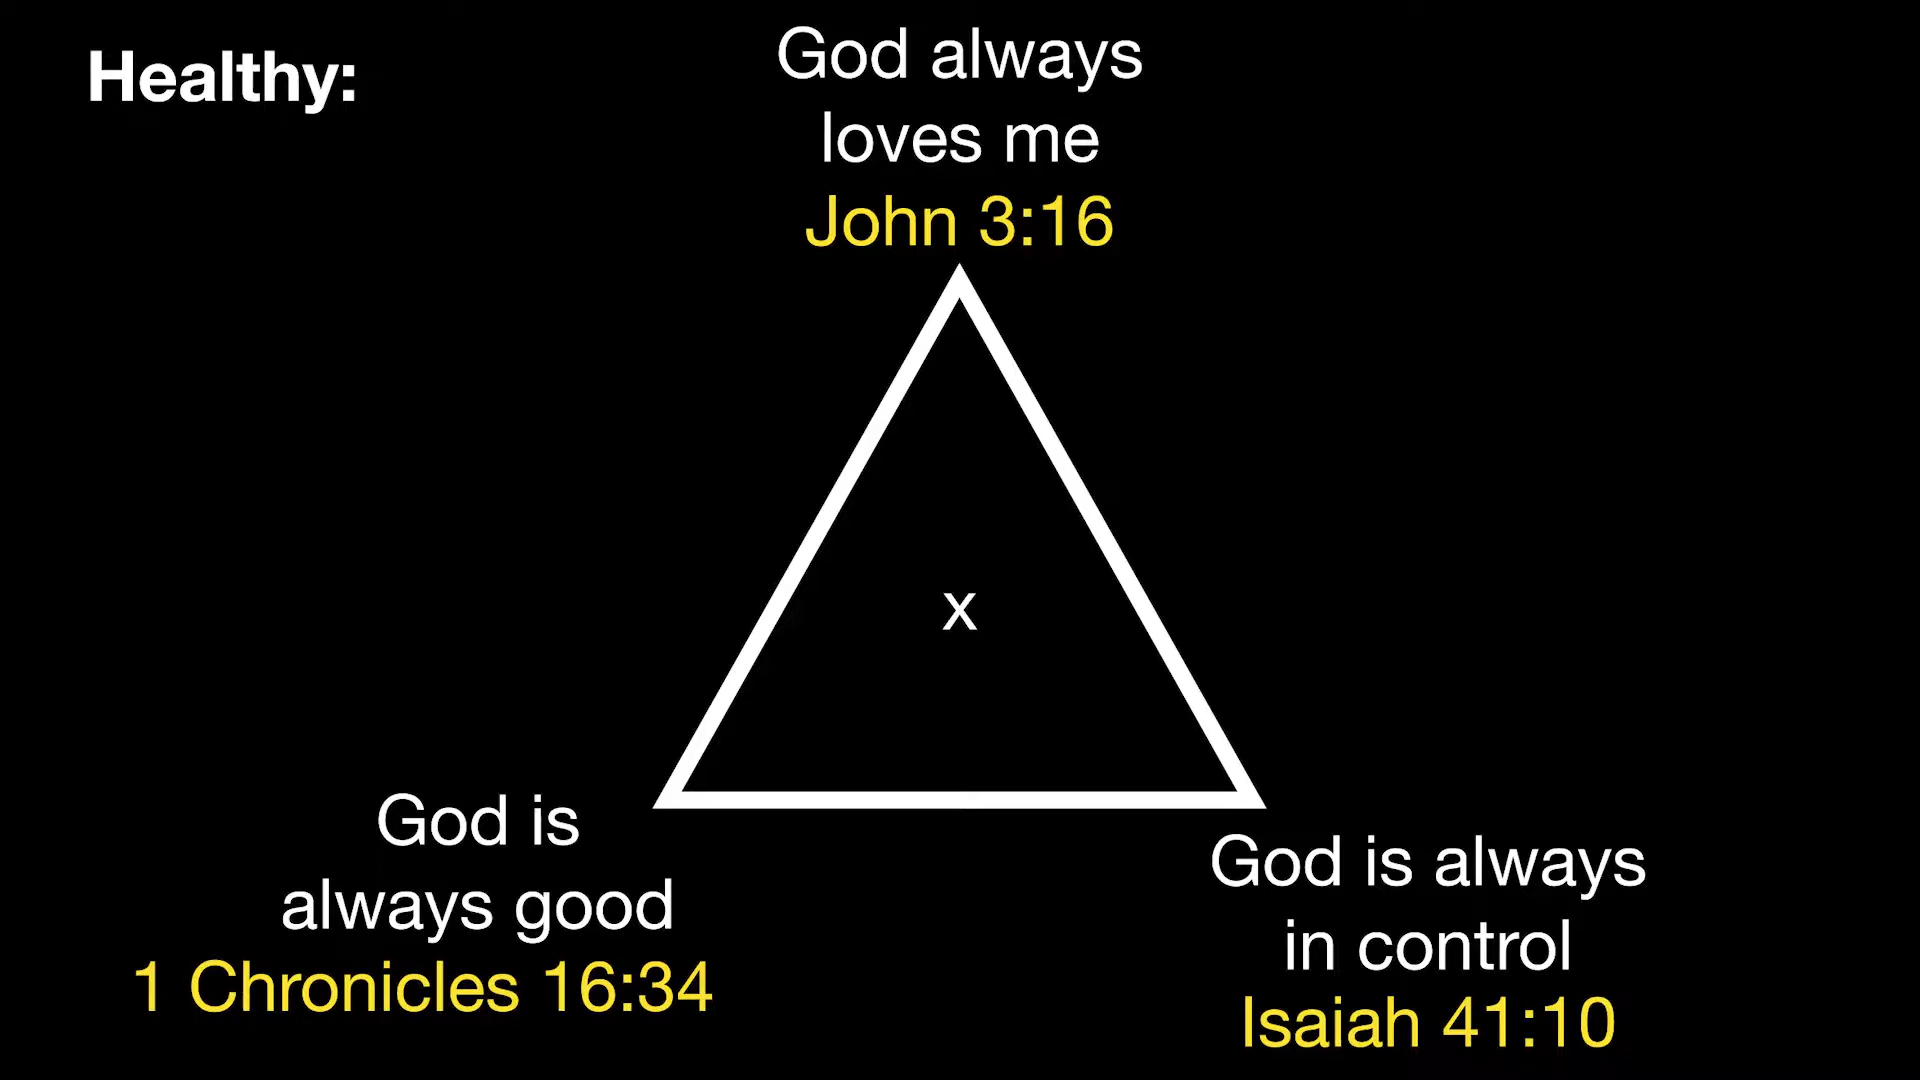 Healthy:
God always
loves me
John 3:16
x
God is
always good
1 Chronicles 16:34
God is always
in control
Isaiah 41:10